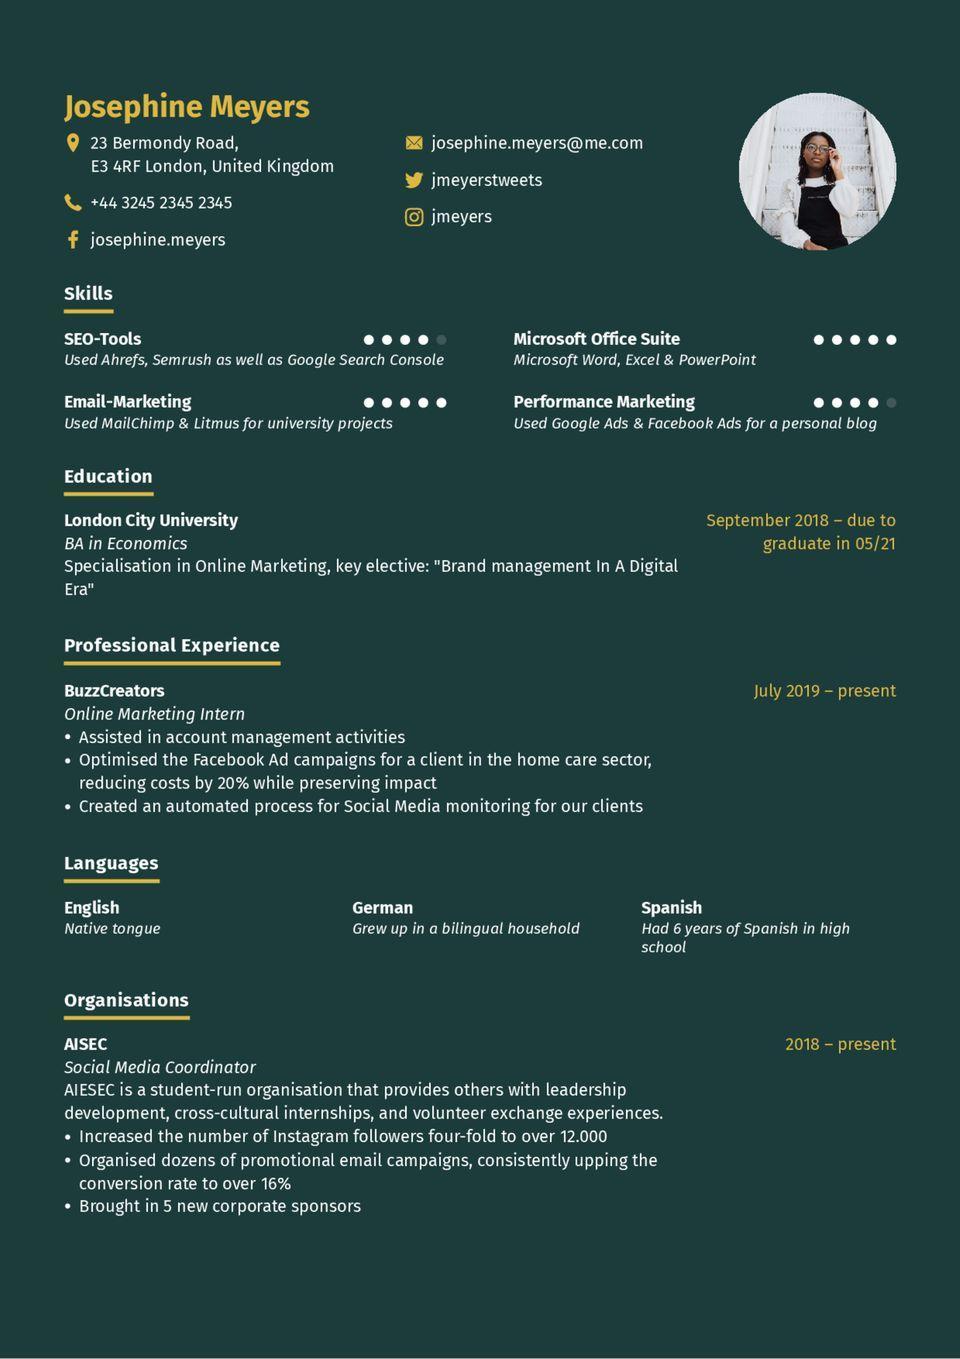 Josephine Meyers
23 Bermondy Road,
E3 4RF London, United Kingdom
+44 3245 2345 2345
josephine.meyers
josephine.meyers@me.com
jmeyerstweets
jmeyers
Skills
SEO-Tools
Used Ahrefs, Semrush as well as Google Search Console
Microsoft Office Suite
Microsoft Word, Excel & PowerPoint
Email-Marketing
Used MailChimp & Litmus for university projects
Performance Marketing
Used Google Ads & Facebook Ads for a personal blog
Education
London City University
September 2018 – due to
graduate in 05/21
BA in Economics
Specialisation in Online Marketing, key elective: "Brand management In A Digital
Era"
Professional Experience
BuzzCreators
July 2019 – present
Online Marketing Intern
• Assisted in account management activities
• Optimised the Facebook Ad campaigns for a client in the home care sector,
reducing costs by 20% while preserving impact
• Created an automated process for Social Media monitoring for our clients
Languages
English
Native tongue
German
Grew up in a bilingual household
Spanish
Had 6 years of Spanish in high
school
Organisations
AISEC
2018 – present
Social Media Coordinator
AIESEC is a student-run organisation that provides others with leadership
development, cross-cultural internships, and volunteer exchange experiences.
• Increased the number of Instagram followers four-fold to over 12.000
• Organised dozens of promotional email campaigns, consistently upping the
conversion rate to over 16%
• Brought in 5 new corporate sponsors